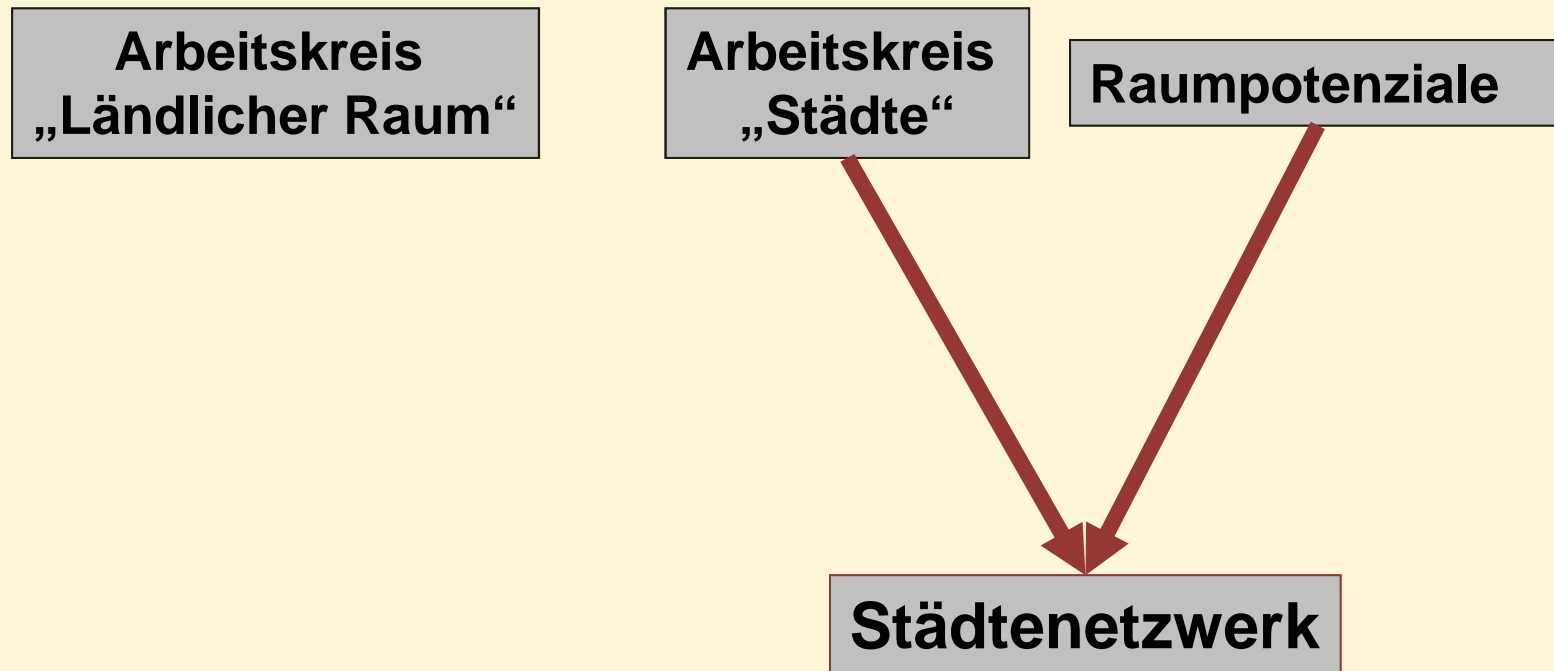 Arbeitskreis
„Ländlicher Raum“
Arbeitskreis
„Städte“
Raumpotenziale
Städtenetzwerk